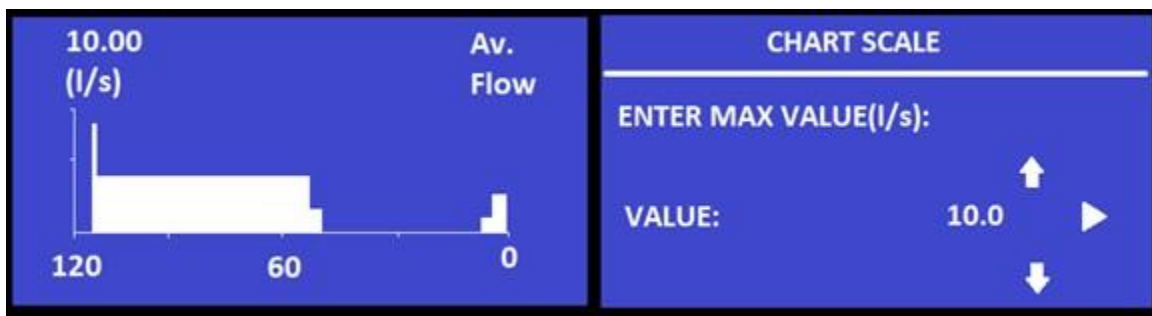 10.00 Av.
(l/s) Flow
120 60 0
CHART SCALE
ENTER MAX VALUE(l/s):
VALUE: 10.0